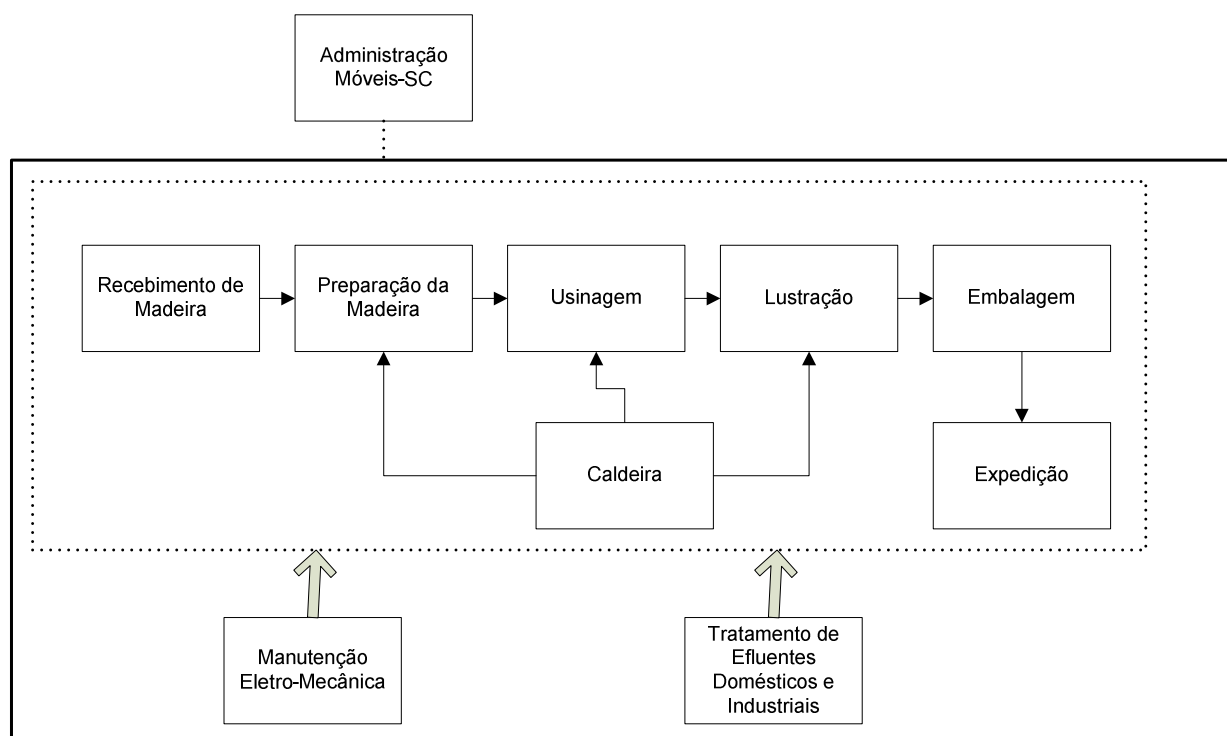 Administração
Móveis-SC
Recebimento de
Madeira
Preparação da
Madeira
Usinagem
Lustração
Embalagem
Caldeira
Expedição
Manutenção
Eletro-Mecânica
Tratamento de
Efluentes
Domésticos e
Industriais